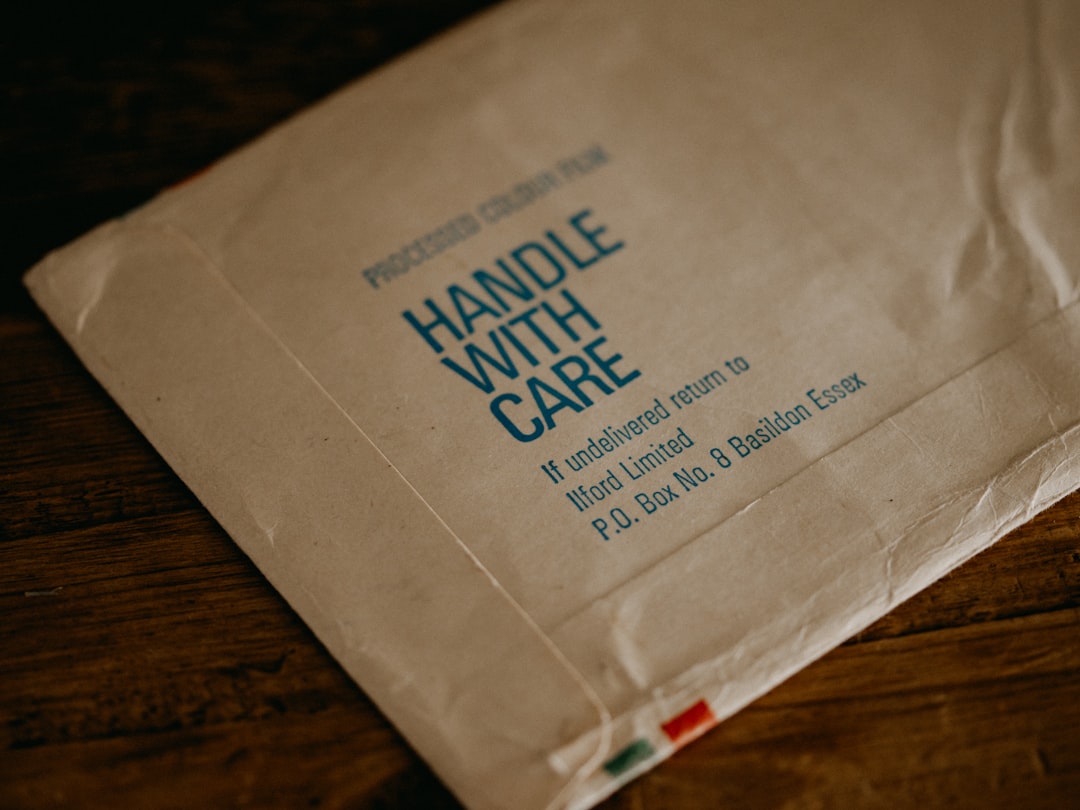 PROCESSED COLOUR FILM
HANDLE
WITH
CARE
If undelivered return to
Ilford Limited
P.O. Box No. 8 Basildon Essex